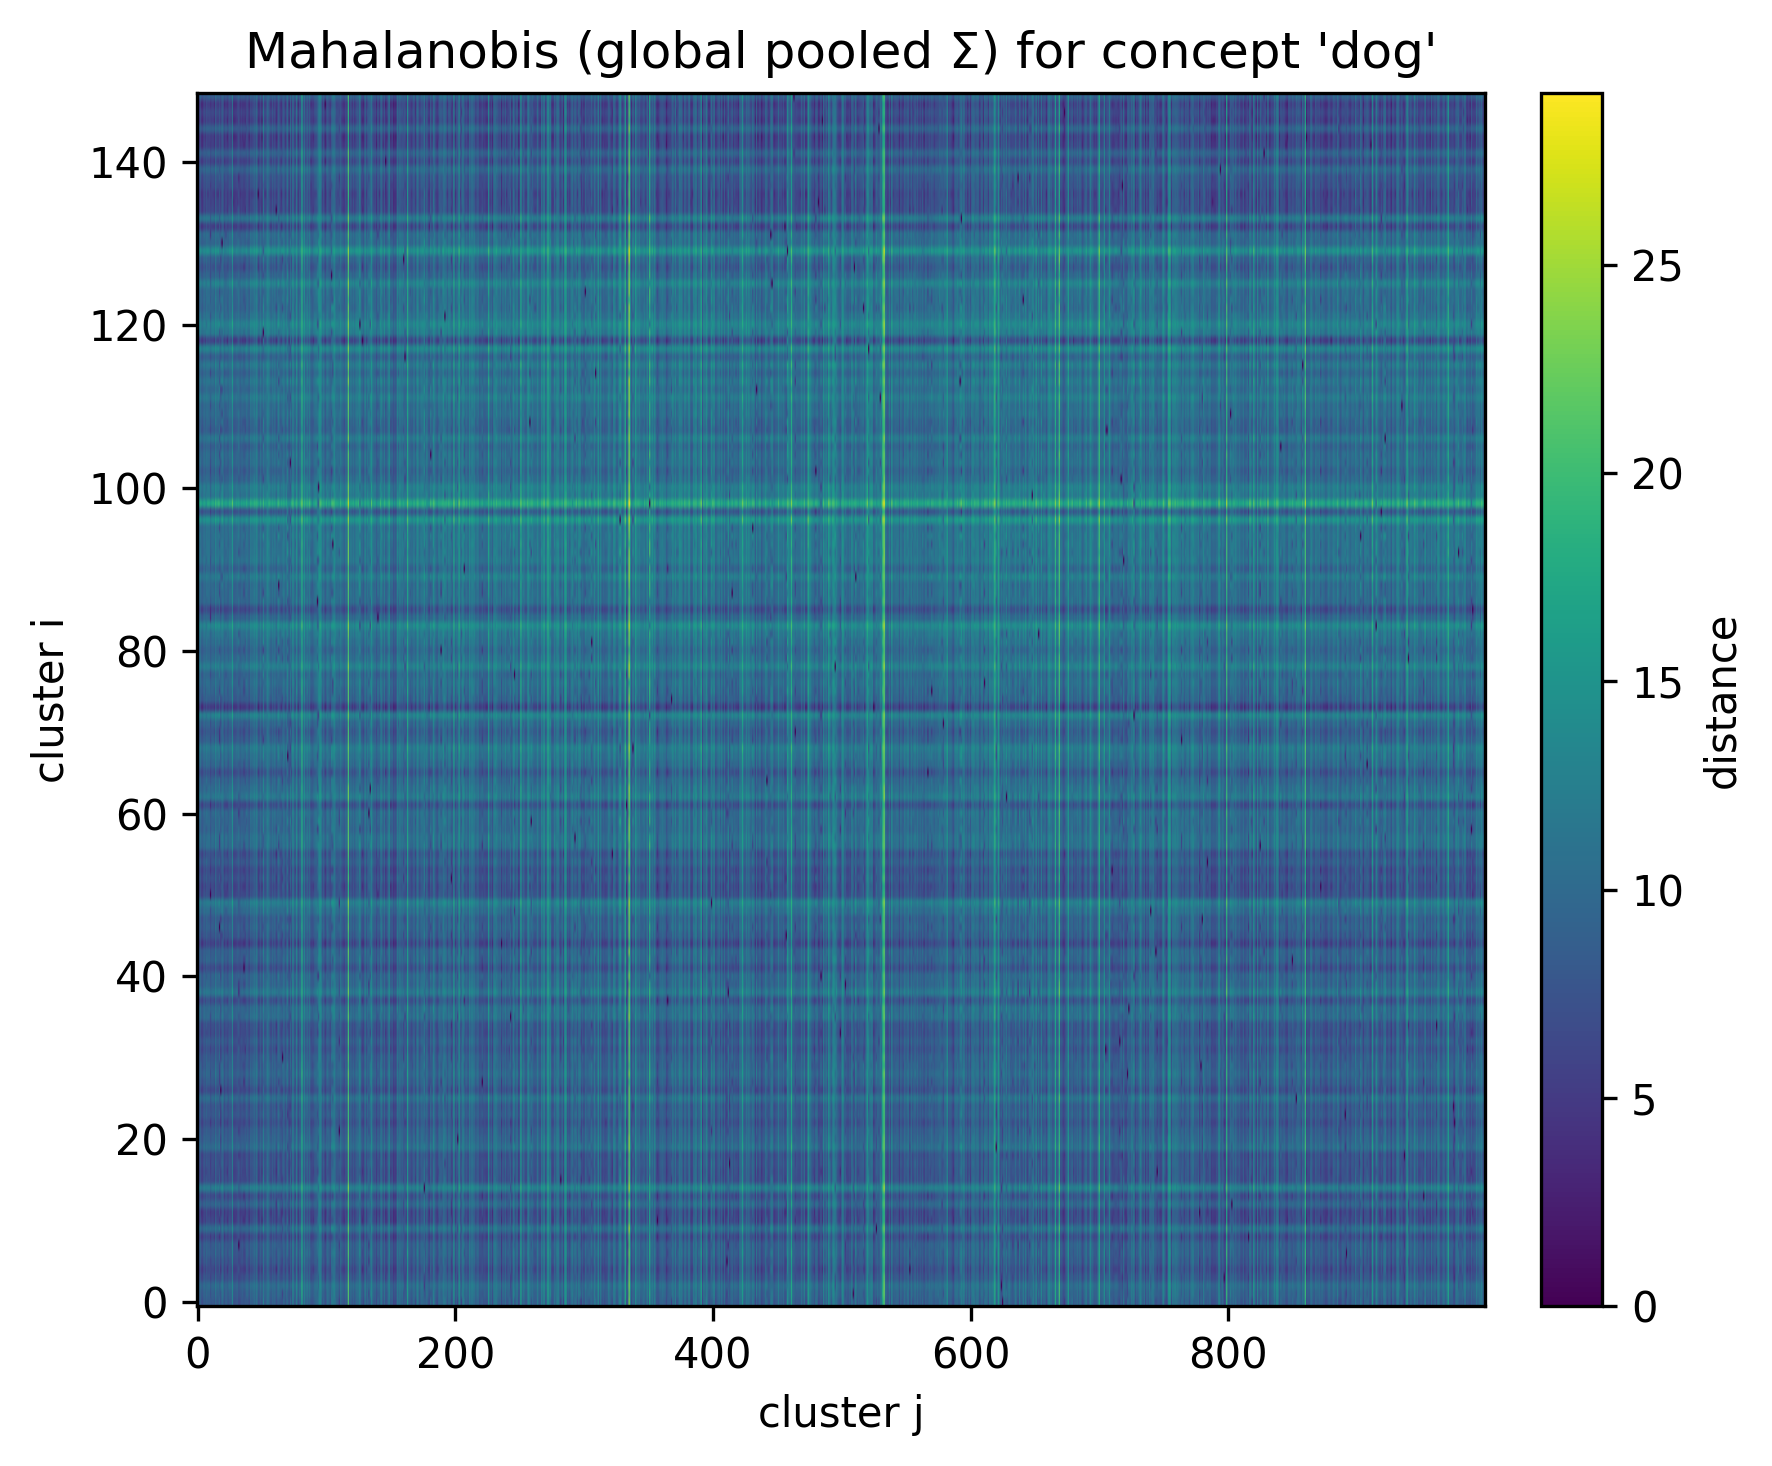 Mahalanobis (global pooled Σ) for concept 'dog'
140
120
100
80
60
40
20
0
cluster i
0 200 400 600 800
cluster j
25
20
15
10
5
0
distance